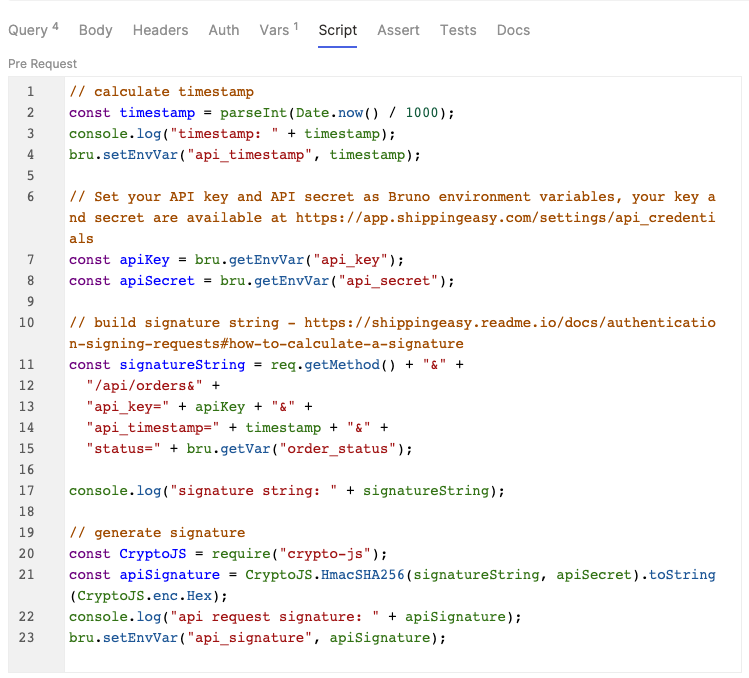 Query 4 Body Headers Auth Vars 1 Script Assert Tests Docs
Pre Request
1 // calculate timestamp
2 const timestamp = parseInt(Date.now() / 1000);
3 console.log("timestamp: " + timestamp);
4 bru.setEnvVar("api_timestamp", timestamp);
5
6 // Set your API key and API secret as Bruno environment variables, your key a
nd secret are available at https://app.shippingeasy.com/settings/api_credenti
als
7 const apiKey = bru.getEnvVar("api_key");
8 const apiSecret = bru.getEnvVar("api_secret");
9
10 // build signature string - https://shippingeasy.readme.io/docs/authenticatio
n-signing-requests#how-to-calculate-a-signature
11 const signatureString = req.getMethod() + "&" +
12 "/api/orders&" +
13 "api_key=" + apiKey + "&" +
14 "api_timestamp=" + timestamp + "&" +
15 "status=" + bru.getVar("order_status");
16
17 console.log("signature string: " + signatureString);
18
19 // generate signature
20 const CryptoJS = require("crypto-js");
21 const apiSignature = CryptoJS.HmacSHA256(signatureString, apiSecret).toString
(CryptoJS.enc.Hex);
22 console.log("api request signature: " + apiSignature);
23 bru.setEnvVar("api_signature", apiSignature);